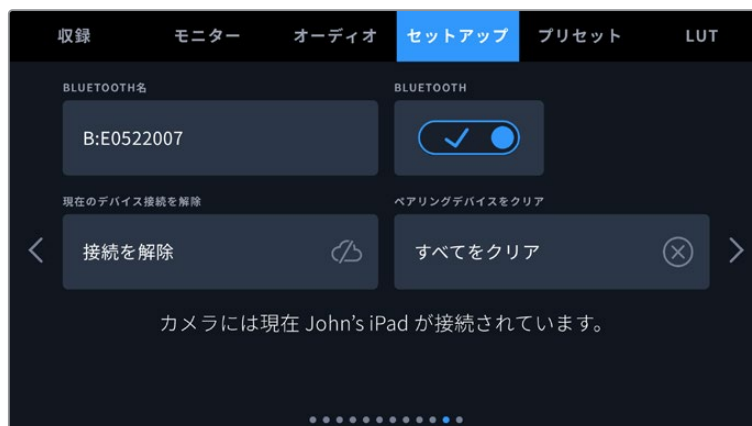 収録 モニター オーディオ セットアップ プリセット LUT
BLUETOOTH名 BLUETOOTH
B:E0522007
現在のデバイス接続を解除 ペアリングデバイスをクリア
接続を解除 すべてをクリア
カメラには現在 John’s iPad が接続されています。